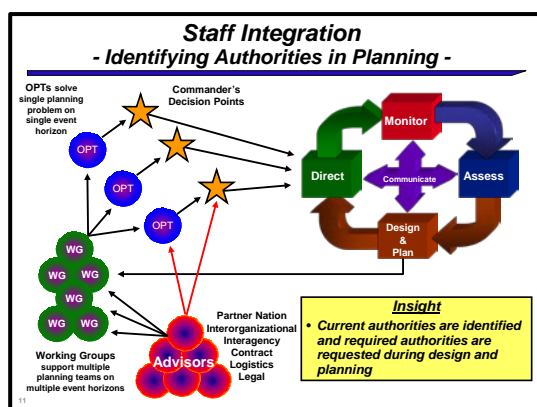 Staff Integration
- Identifying Authorities in Planning -
OPTs solve
single planning
problem on
single event
horizon
Commander's
Decision Points
OPT
OPT
OPT
Monitor
Direct
Communicate
Assess
Design
&
Plan
WG
WG WG
WG
WG WG
Working Groups
support multiple
planning teams on
multiple event horizons
Advisors
Partner Nation
Interorganizational
Interagency
Contract
Logistics
Legal
Insight
• Current authorities are identified
and required authorities are
requested during design and
planning
11